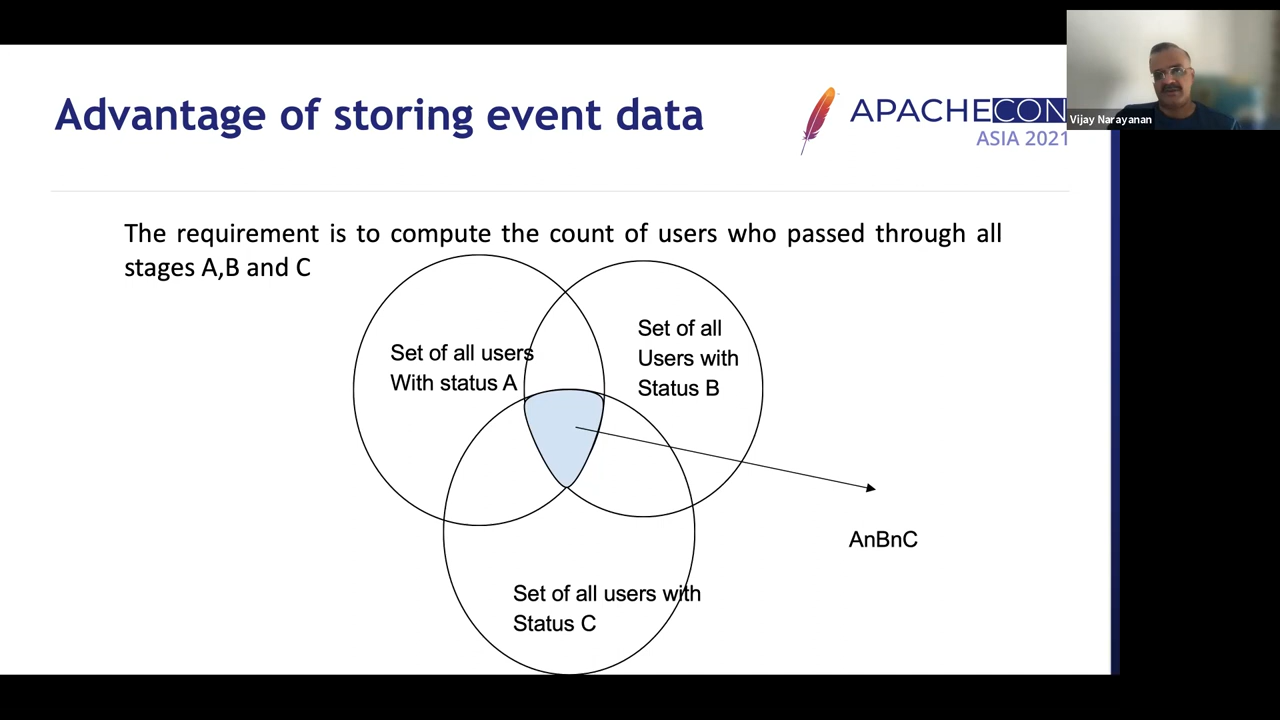 Advantage of storing event data
APACHECON
ASIA 2021
Vijay Narayanan
The requirement is to compute the count of users who passed through all
stages A,B and C
Set of all users
With status A
Set of all
Users with
Status B
AnBnC
Set of all users with
Status C